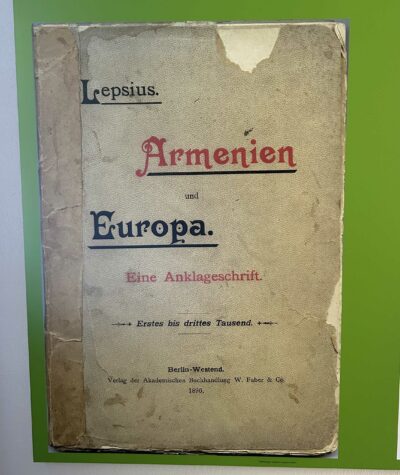 Lepsius.
Armenien
und
Europa.
Eine Anklageschrift.
Erstes bis drittes Tausend.
Berlin-Westend.
Verlag der Akademischen Buchhandlung W. Faber & Co.
1896.